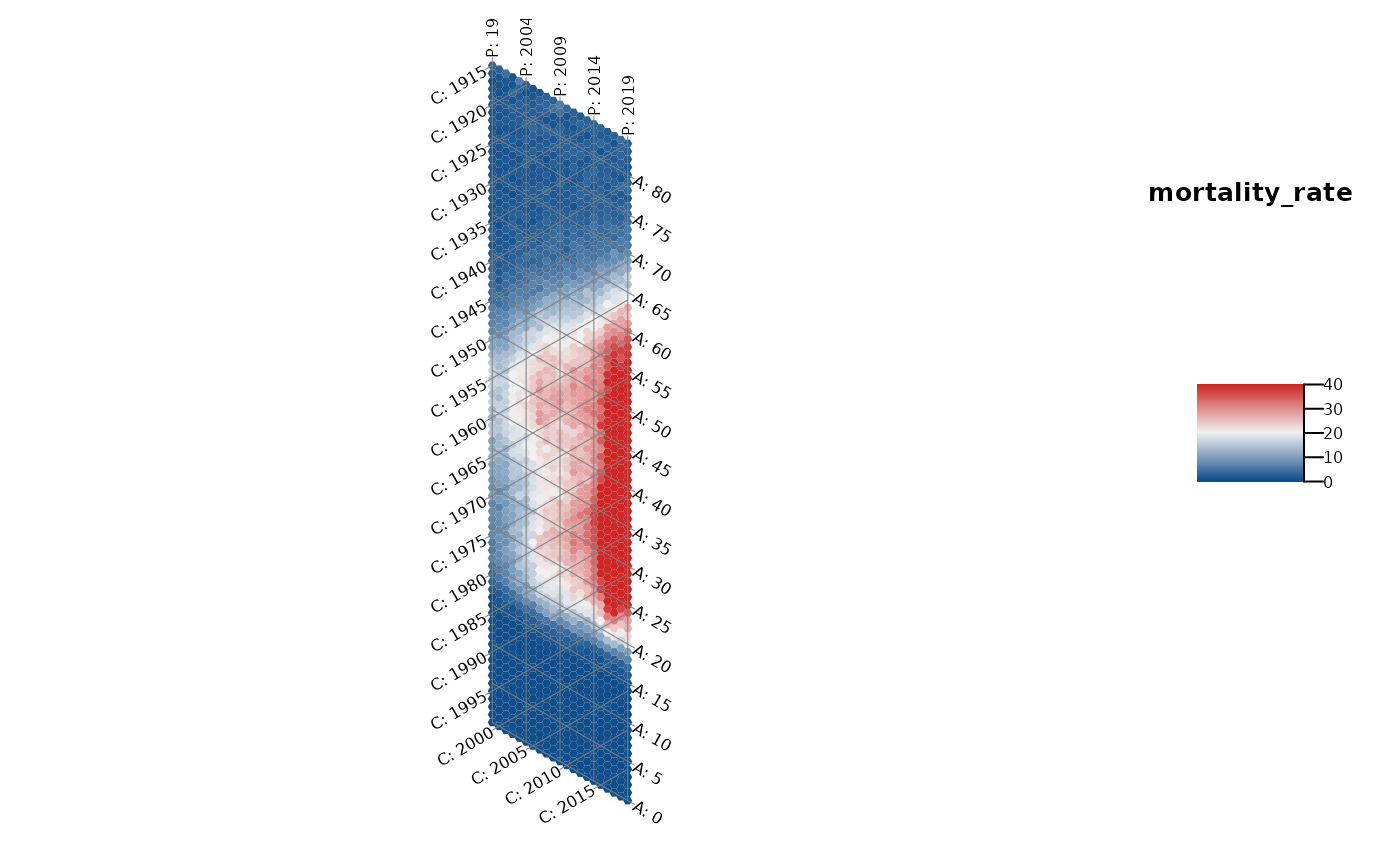 P: 19
P: 2004
P: 2009
P: 2014
P: 2019
C: 1915
C: 1920
C: 1925
C: 1930
C: 1935
C: 1940
C: 1945
C: 1950
C: 1955
C: 1960
C: 1965
C: 1970
C: 1975
C: 1980
C: 1985
C: 1990
C: 1995
C: 2000
C: 2005
C: 2010
C: 2015
A: 80
A: 75
A: 70
A: 65
A: 60
A: 55
A: 50
A: 45
A: 40
A: 35
A: 30
A: 25
A: 20
A: 15
A: 10
A: 5
A: 0
mortality_rate
40
30
20
10
0